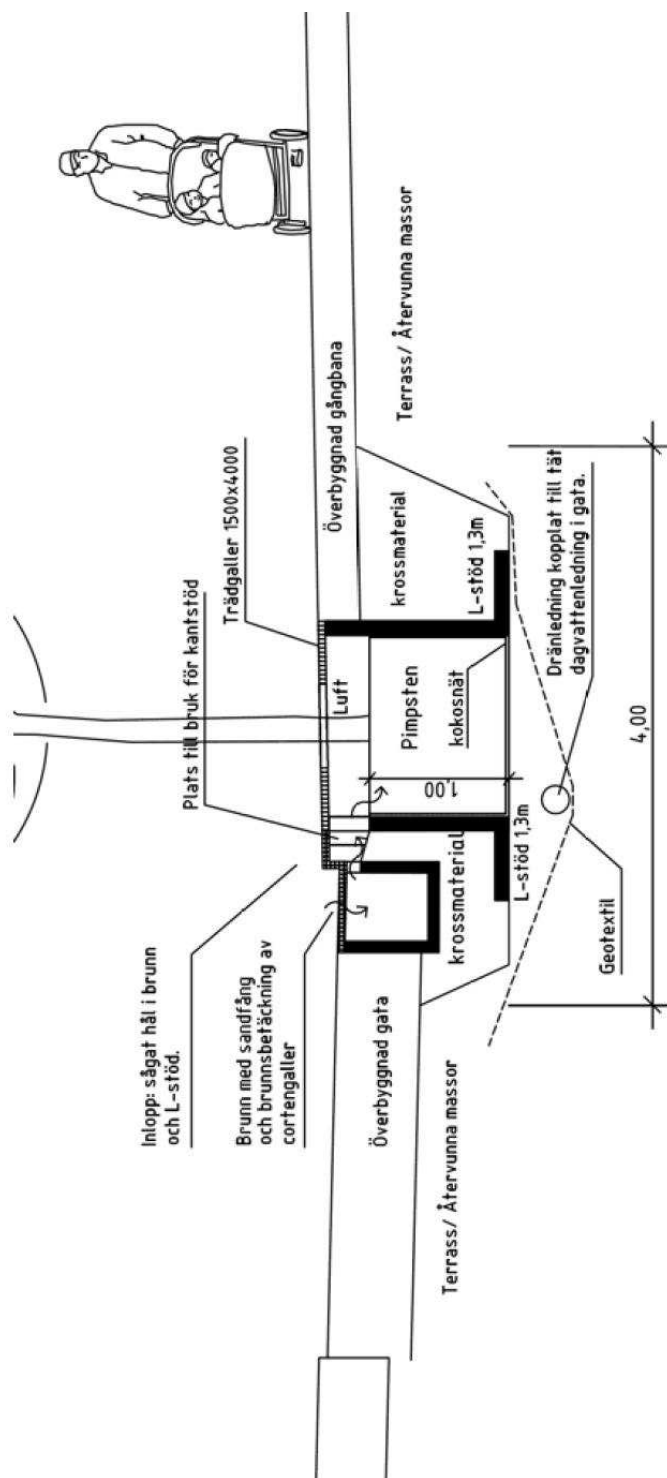 Inlopp: sågat hål i brunn
och L-stöd.
Brunn med sandfång
och brunnsbetäckning av
cortengaller
Plats till bruk för kantstöd
Trädgaller 1500x4000
Luft
Överbyggnad gångbana
Överbyggnad gata
Pimpsten
1,00
kokosnät
krossmaterial
krossmaterial
L-stöd 1,3m
L-stöd 1,3m
Terrass/ Återvunna massor
Terrass/ Återvunna massor
Geotextil
Dränledning kopplat till tät
dagvattenledning i gata.
4,00